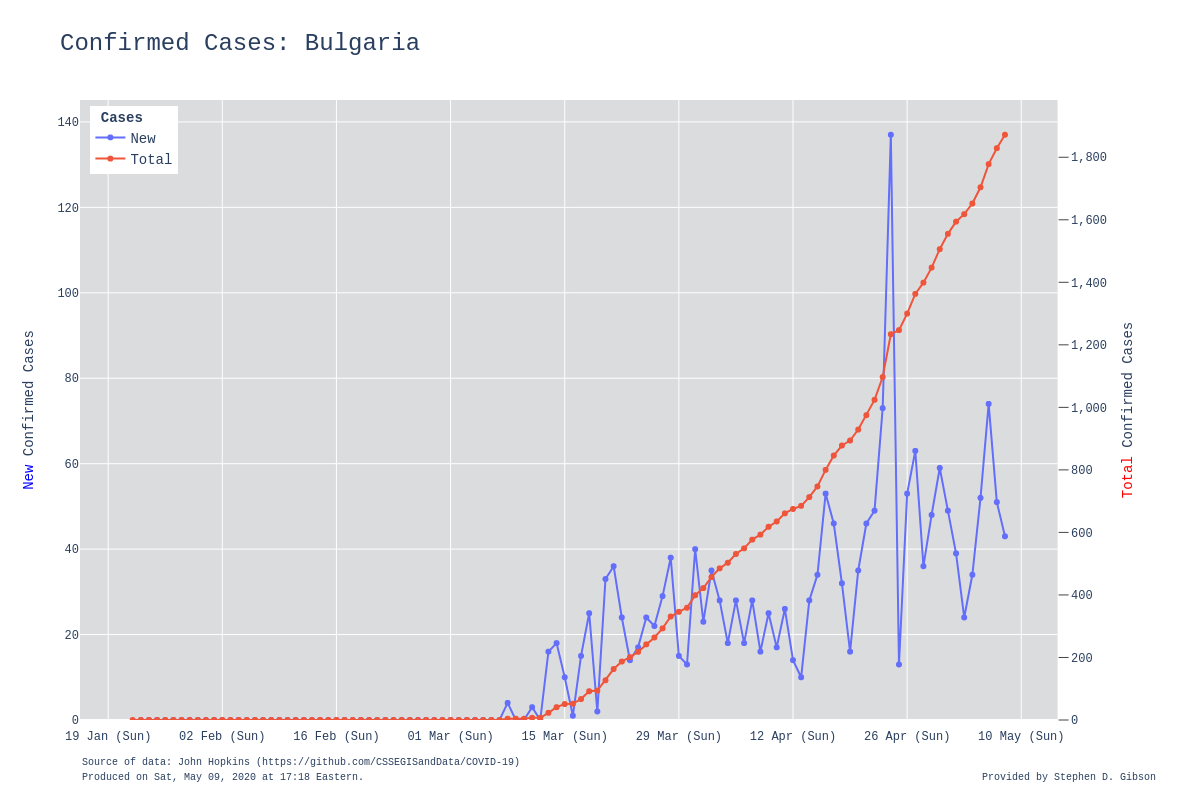 Confirmed Cases: Bulgaria
Cases
New
Total
140
120
100
80
60
40
20
0
1,800
1,600
1,400
1,200
1,000
800
600
400
200
0
New Confirmed Cases
Total Confirmed Cases
19 Jan (Sun) 02 Feb (Sun) 16 Feb (Sun) 01 Mar (Sun) 15 Mar (Sun) 29 Mar (Sun) 12 Apr (Sun) 26 Apr (Sun) 10 May (Sun)
Source of data: John Hopkins (https://github.com/CSSEGISandData/COVID-19)
Produced on Sat, May 09, 2020 at 17:18 Eastern.
Provided by Stephen D. Gibson